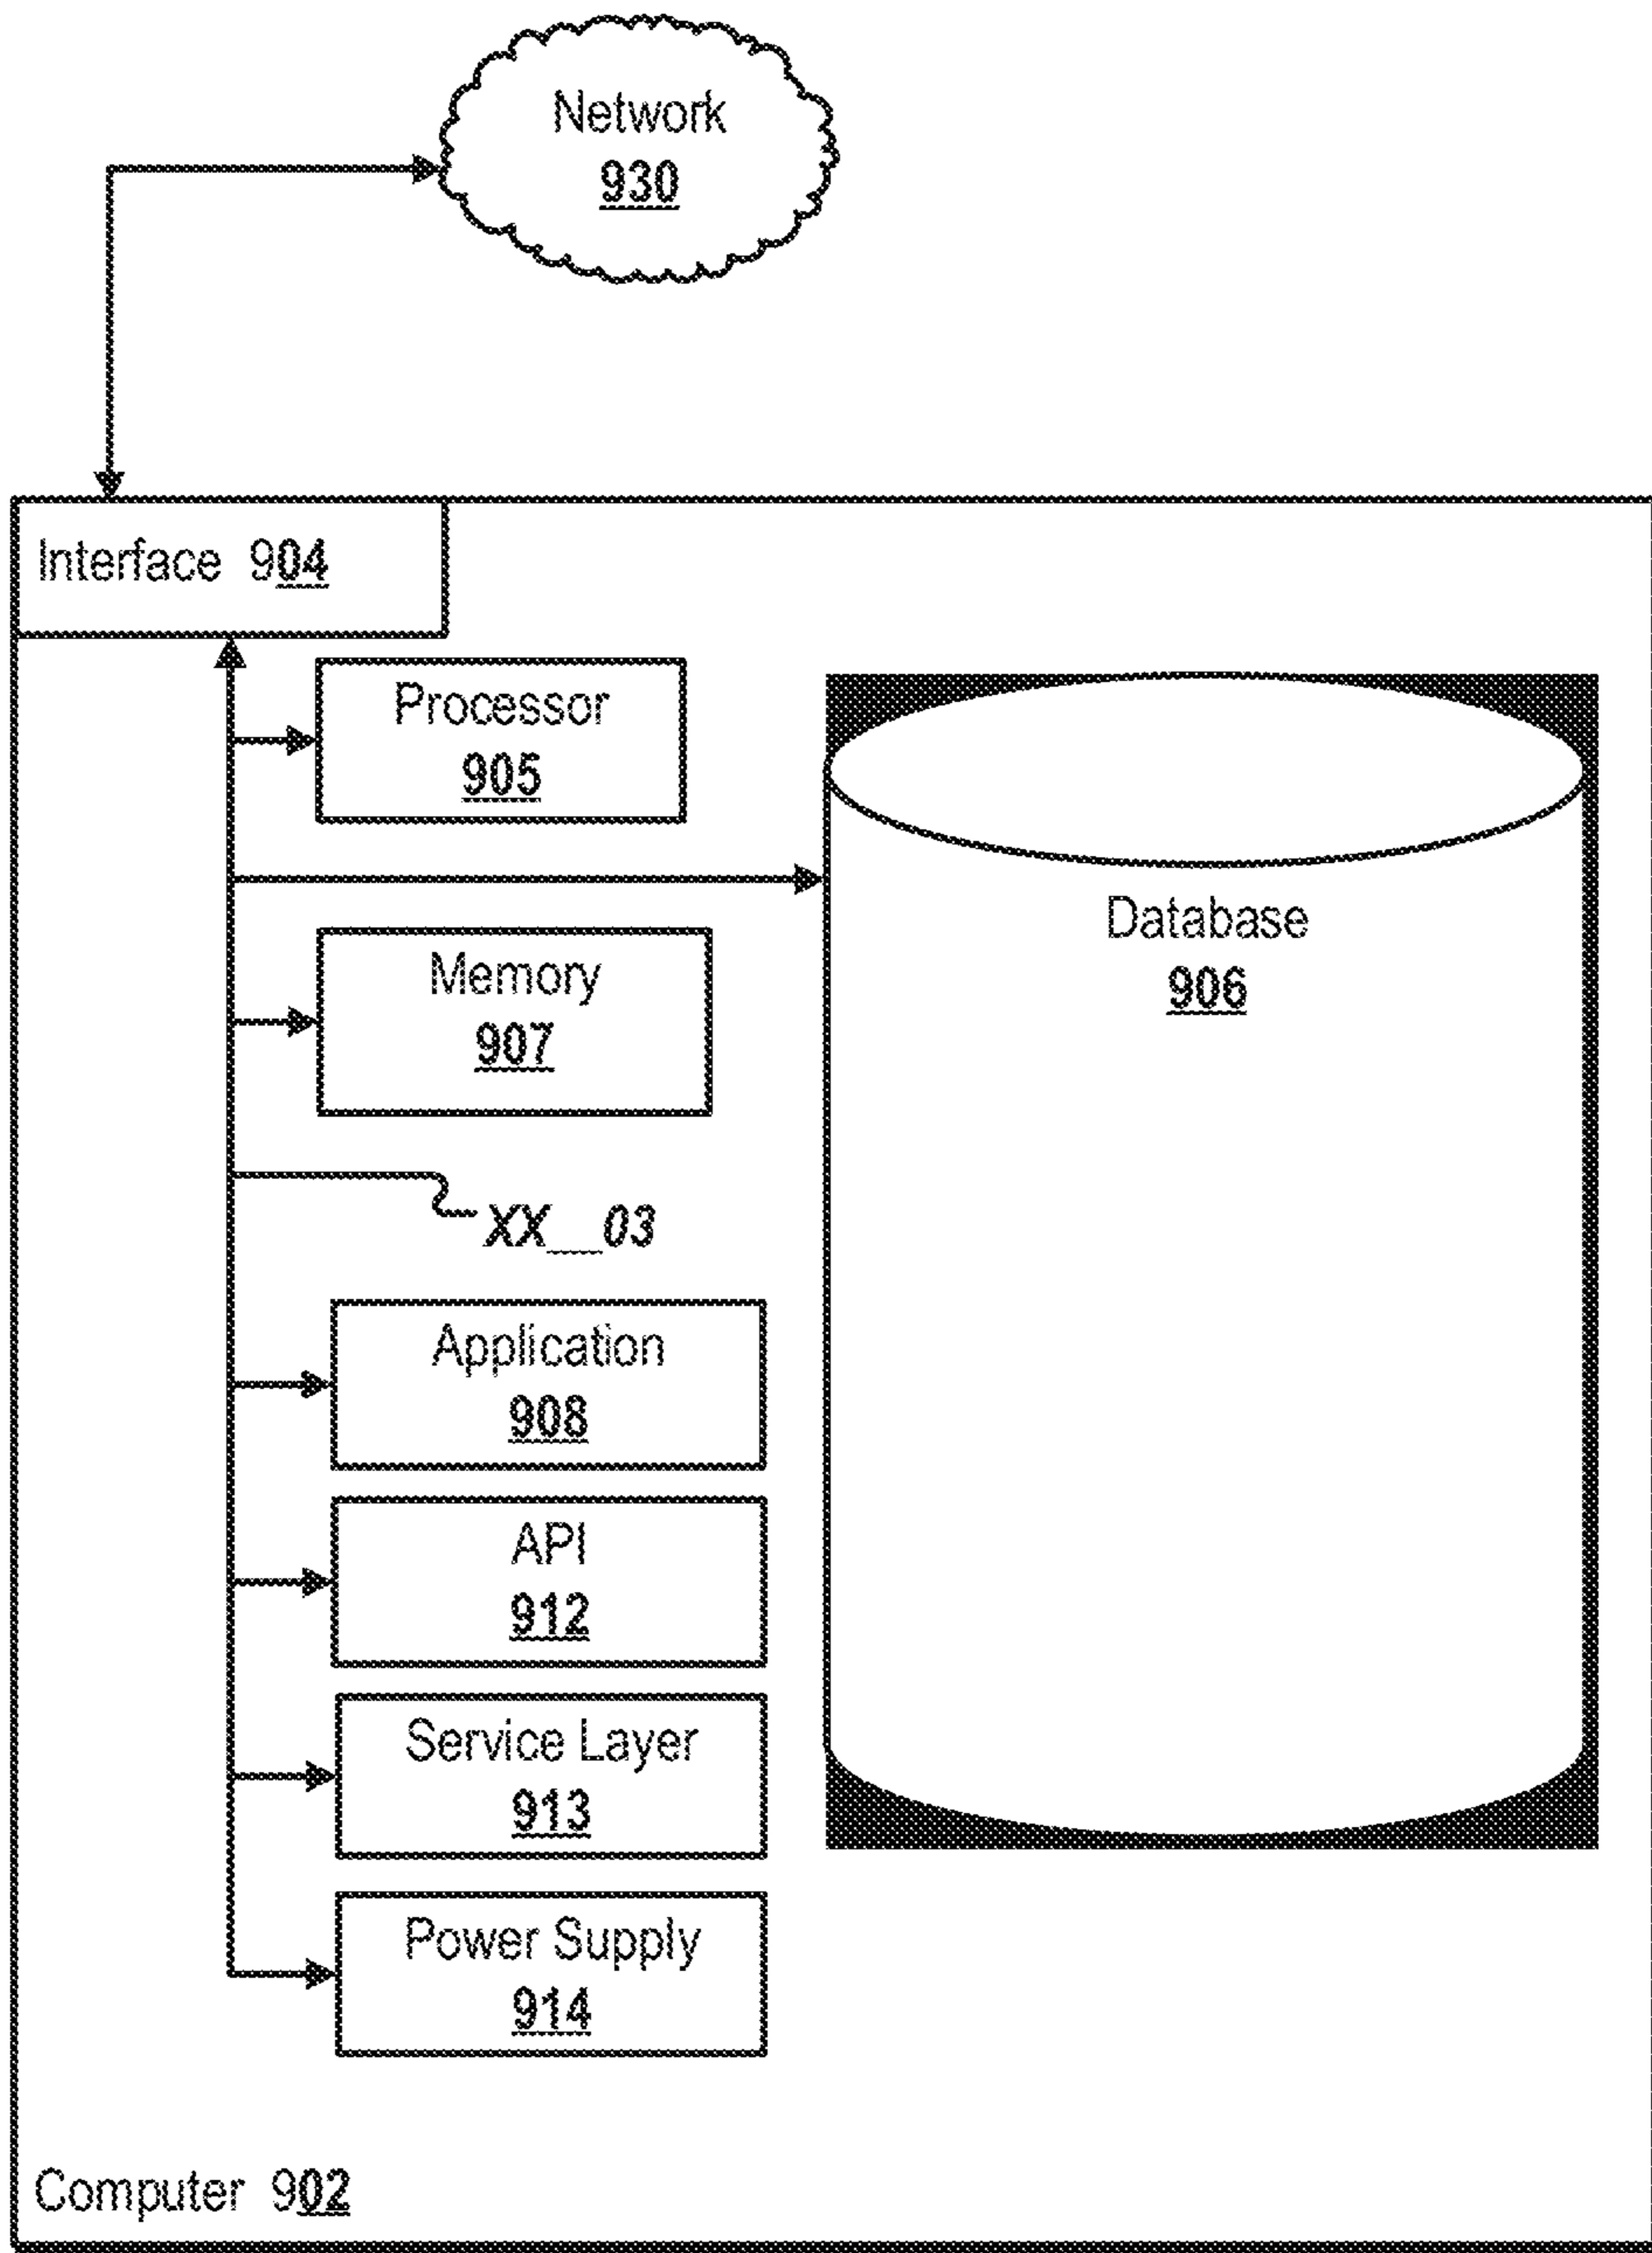 Network
930
Interface 904
Processor
905
Database
906
Memory
907
XX__03
Application
908
API
912
Service Layer
913
Power Supply
914
Computer 902